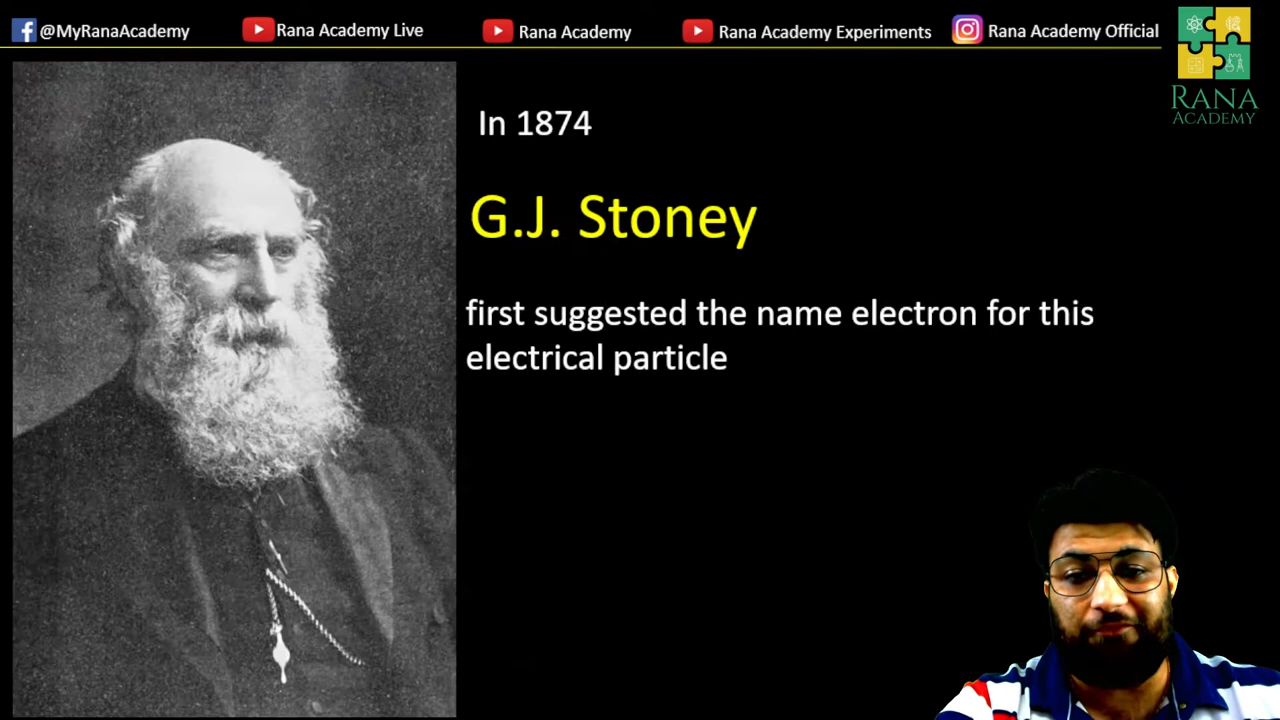 @MyRanaAcademy Rana Academy Live Rana Academy Rana Academy Experiments Rana Academy Official
RANA
ACADEMY
In 1874
G.J. Stoney
first suggested the name electron for this
electrical particle